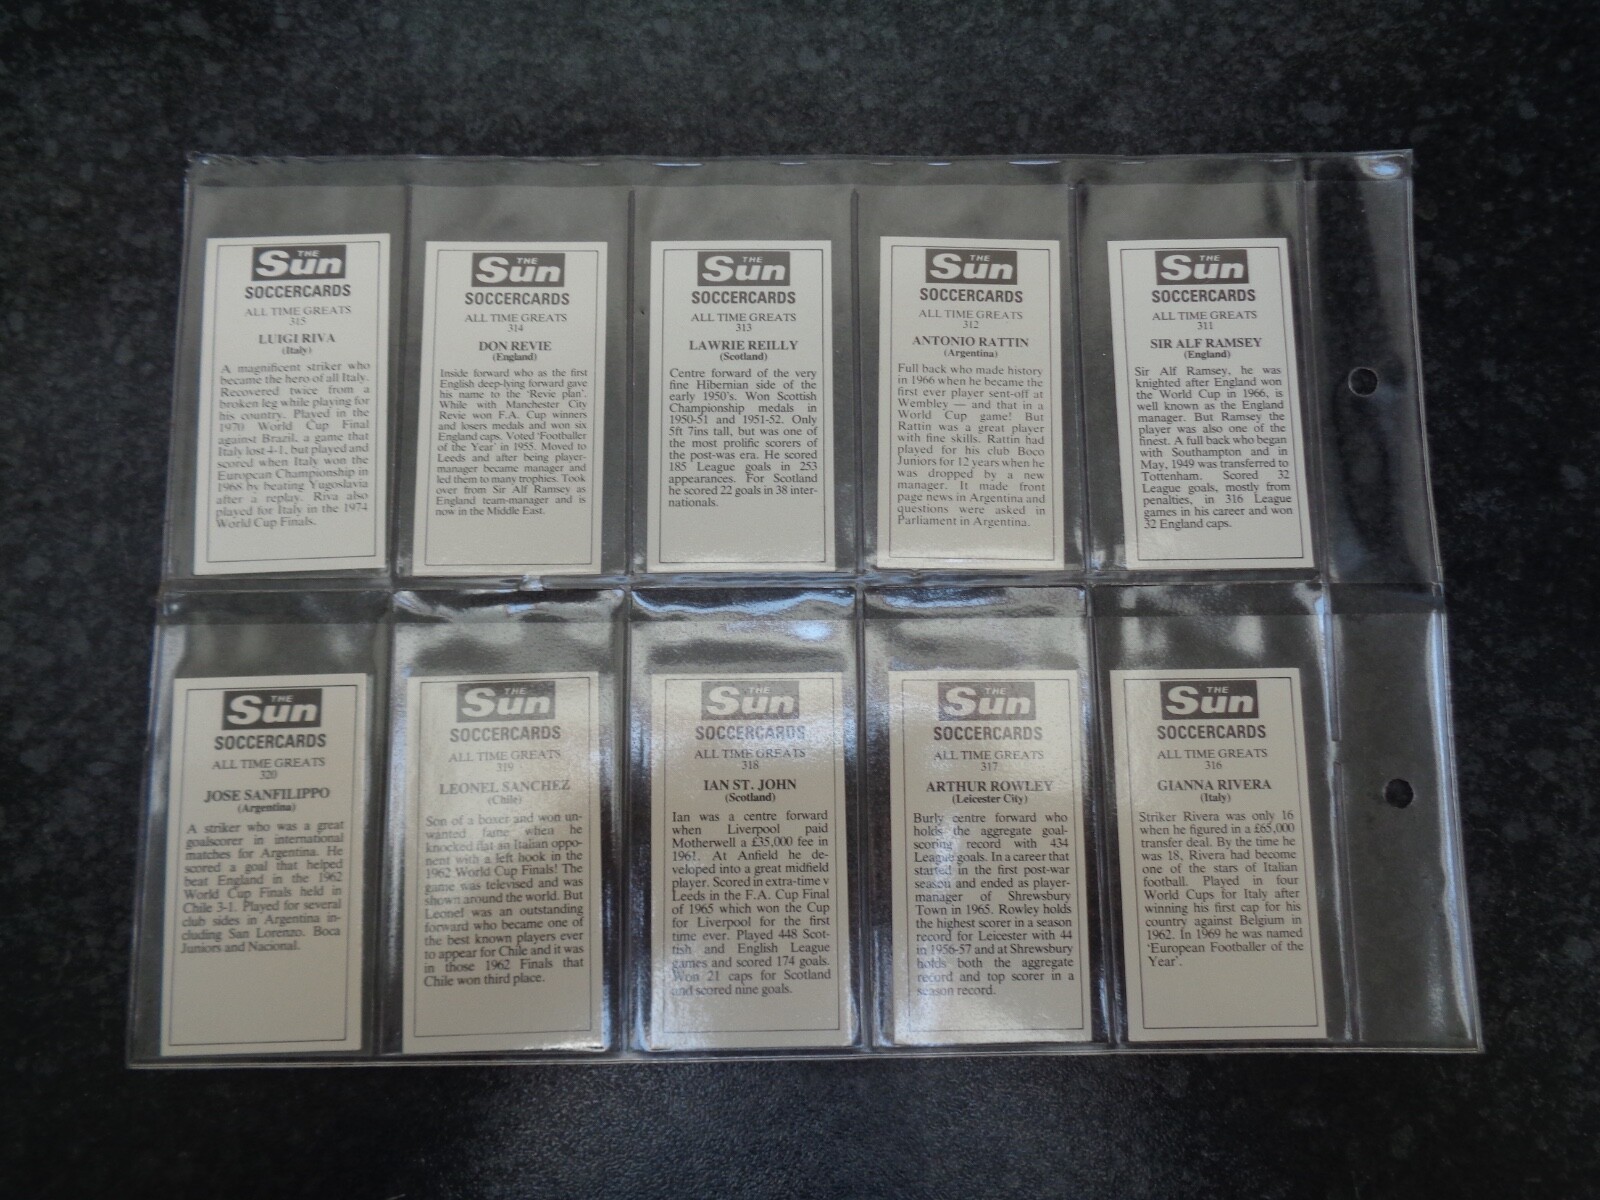 THE
Sun
SOCCERCARDS
ALL TIME GREATS
315
LUIGI RIVA
(Italy)
A magnificent striker who
became the hero of all Italy.
Recovered twice from a
broken leg while playing for
his country. Played in the
1970 World Cup Final
against Brazil, a game that
Italy lost 4-1, but played and
scored when Italy won the
European Championship in
1968 by beating Yugoslavia
after a replay. Riva also
played for Italy in the 1974
World Cup Finals.
THE
Sun
SOCCERCARDS
ALL TIME GREATS
314
DON REVIE
(England)
Inside forward who as the first
English deep-lying forward gave
his name to the 'Revie plan'.
While with Manchester City
Revie won F.A. Cup winners
and losers medals and won six
England caps. Voted 'Footballer
of the Year' in 1955. Moved to
Leeds and after being player-
manager became manager and
led them to many trophies. Took
over from Sir Alf Ramsey as
England team-manager and is
now in the Middle East.
THE
Sun
SOCCERCARDS
ALL TIME GREATS
313
LAWRIE REILLY
(Scotland)
Centre forward of the very
fine Hibernian side of the
early 1950's. Won Scottish
Championship medals in
1950-51 and 1951-52. Only
5ft 7ins tall, but was one of
the most prolific scorers of
the post-war era. He scored
185 League goals in 253
appearances. For Scotland
he scored 22 goals in 38 inter-
nationals.
THE
Sun
SOCCERCARDS
ALL TIME GREATS
312
ANTONIO RATTIN
(Argentina)
Full back who made history
in 1966 when he became the
first ever player sent-off at
Wembley — and that in a
World Cup game! But
Rattin was a great player
with fine skills. Rattin had
played for his club Boco
Juniors for 12 years when he
was dropped by a new
manager. It made front
page news in Argentina and
questions were asked in
Parliament in Argentina.
THE
Sun
SOCCERCARDS
ALL TIME GREATS
311
SIR ALF RAMSEY
(England)
Sir Alf Ramsey, he was
knighted after England won
the World Cup in 1966, is
well known as the England
manager. But Ramsey the
player was also one of the
finest. A full back who began
with Southampton and in
May, 1949 was transferred to
Tottenham. Scored 32
League goals, mostly from
penalties, in 316 League
games in his career and won
32 England caps.
THE
Sun
SOCCERCARDS
ALL TIME GREATS
320
JOSE SANFILIPPO
(Argentina)
A striker who was a great
goalscorer in international
matches for Argentina. He
scored a goal that helped
beat England in the 1962
World Cup Finals held in
Chile 3-1. Played for several
club sides in Argentina in-
cluding San Lorenzo. Boca
Juniors and Nacional.
THE
Sun
SOCCERCARDS
ALL TIME GREATS
319
LEONEL SANCHEZ
(Chile)
Son of a boxer and won un-
wanted fame when he
knocked flat an Italian oppo-
nent with a left hook in the
1962 World Cup Finals! The
game was televised and was
shown around the world. But
Leonel was an outstanding
forward who became one of
the best known players ever
to appear for Chile and it was
in those 1962 Finals that
Chile won third place.
THE
Sun
SOCCERCARDS
ALL TIME GREATS
318
IAN ST. JOHN
(Scotland)
Ian was a centre forward
when Liverpool paid
Motherwell a £35,000 fee in
1961. At Anfield he de-
veloped into a great midfield
player. Scored in extra-time v
Leeds in the F.A. Cup Final
of 1965 which won the Cup
for Liverpool for the first
time ever. Played 448 Scot-
tish and English League
games and scored 174 goals.
Won 21 caps for Scotland
and scored nine goals.
THE
Sun
SOCCERCARDS
ALL TIME GREATS
317
ARTHUR ROWLEY
(Leicester City)
Burly centre forward who
holds the aggregate goal-
scoring record with 434
League goals. In a career that
started in the first post-war
season and ended as player-
manager of Shrewsbury
Town in 1965. Rowley holds
the highest scorer in a season
record for Leicester with 44
in 1956-57 and at Shrewsbury
holds both the aggregate
record and top scorer in a
season record.
THE
Sun
SOCCERCARDS
ALL TIME GREATS
316
GIANNA RIVERA
(Italy)
Striker Rivera was only 16
when he figured in a £65,000
transfer deal. By the time he
was 18, Rivera had become
one of the stars of Italian
football. Played in four
World Cups for Italy after
winning his first cap for his
country against Belgium in
1962. In 1969 he was named
'European Footballer of the
Year'.